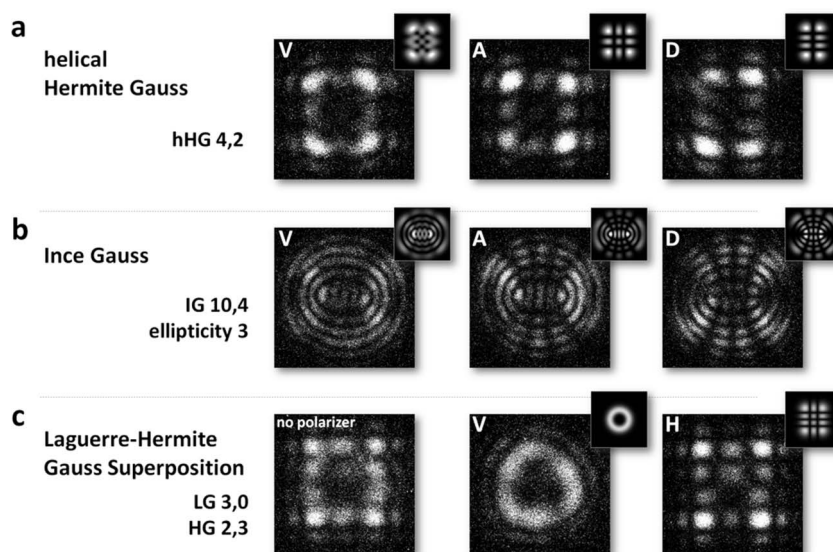 a
helical
Hermite Gauss
hHG 4,2
V
A
D
b
Ince Gauss
IG 10,4
ellipticity 3
V
A
D
c
Laguerre-Hermite
Gauss Superposition
LG 3,0
HG 2,3
no polarizer
V
H